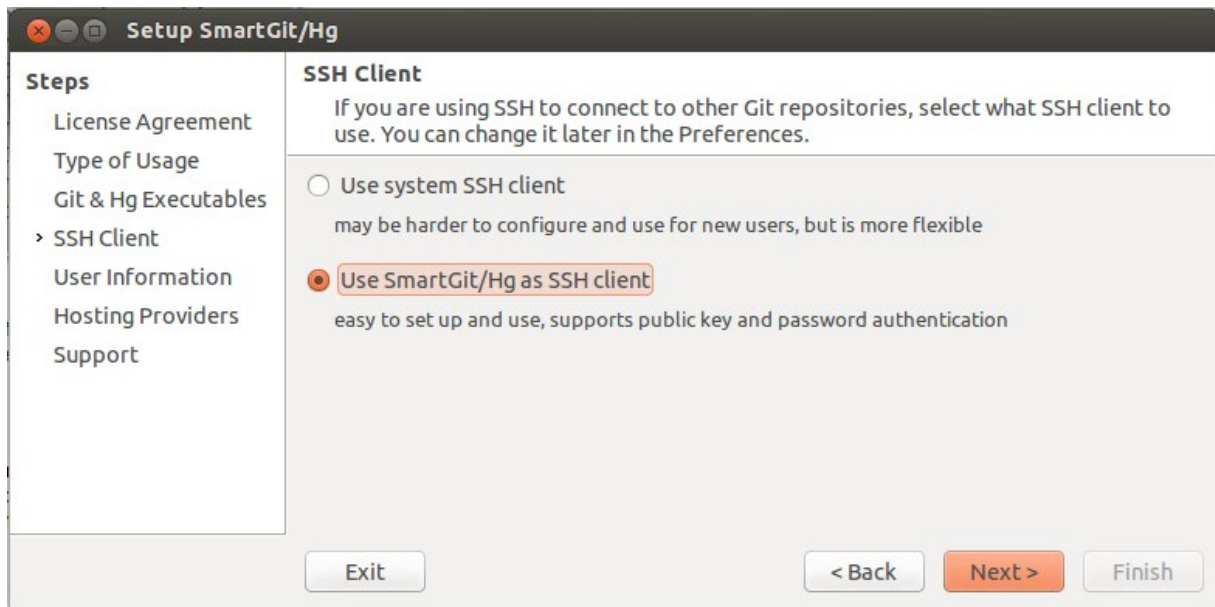 Setup SmartGit/Hg
Steps
License Agreement
Type of Usage
Git & Hg Executables
SSH Client
User Information
Hosting Providers
Support
SSH Client
If you are using SSH to connect to other Git repositories, select what SSH client to
use. You can change it later in the Preferences.
Use system SSH client
may be harder to configure and use for new users, but is more flexible
Use SmartGit/Hg as SSH client
easy to set up and use, supports public key and password authentication
Exit
< Back
Next >
Finish